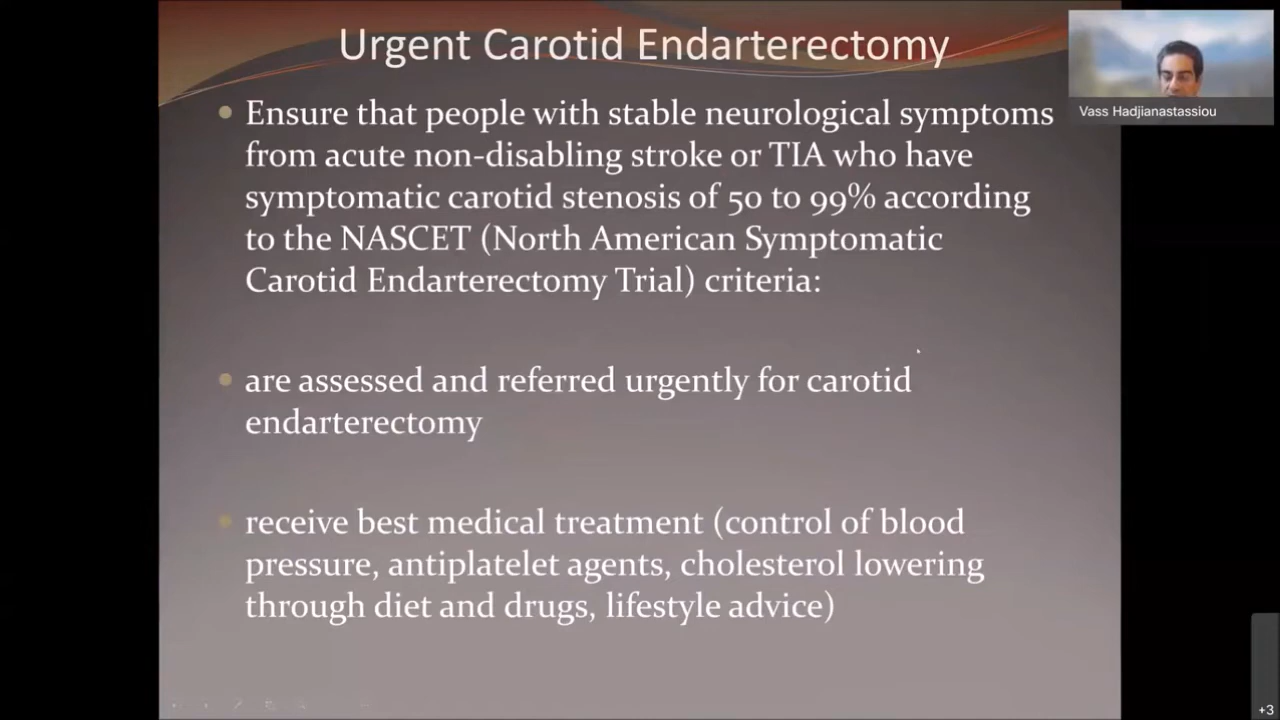 Urgent Carotid Endarterectomy
Vass Hadjianastassiou
Ensure that people with stable neurological symptoms
from acute non-disabling stroke or TIA who have
symptomatic carotid stenosis of 50 to 99% according
to the NASCET (North American Symptomatic
Carotid Endarterectomy Trial) criteria:
are assessed and referred urgently for carotid
endarterectomy
receive best medical treatment (control of blood
pressure, antiplatelet agents, cholesterol lowering
through diet and drugs, lifestyle advice)
+3